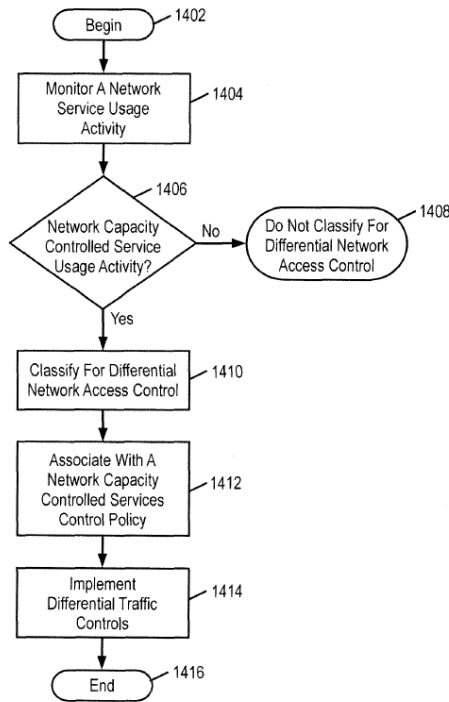 Begin
1402
Monitor A Network
Service Usage
Activity
1404
1406
Network Capacity
Controlled Service
Usage Activity?
No
1408
Do Not Classify For
Differential Network
Access Control
Yes
Classify For Differential
Network Access Control
1410
Associate With A
Network Capacity
Controlled Services
Control Policy
1412
Implement
Differential Traffic
Controls
1414
End
1416